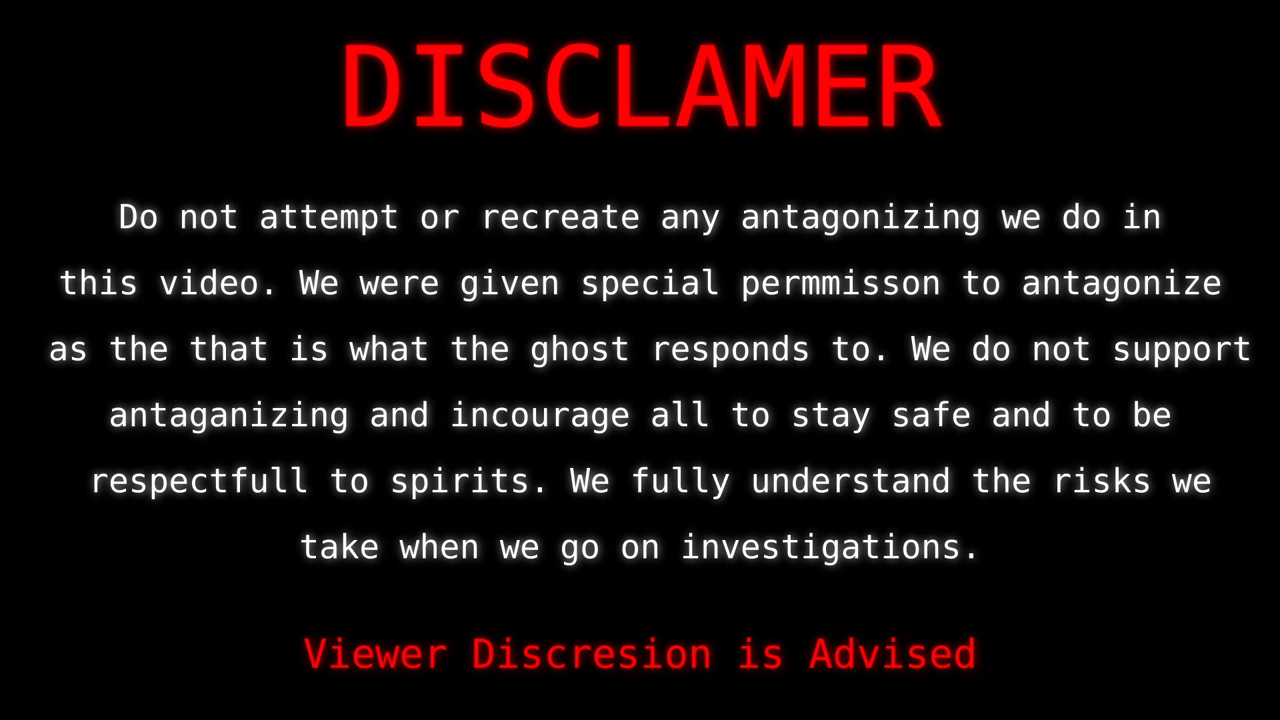 DISCLAMER
Do not attempt or recreate any antagonizing we do in
this video. We were given special permmisson to antagonize
as the that is what the ghost responds to. We do not support
antaganizing and incourage all to stay safe and to be
respectfull to spirits. We fully understand the risks we
take when we go on investigations.
Viewer Discresion is Advised